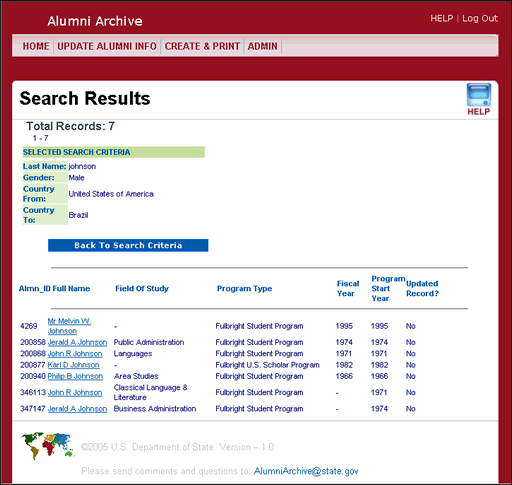 Alumni Archive
HELP | Log Out
HOME | UPDATE ALUMNI INFO | CREATE & PRINT | ADMIN
Search Results
HELP
Total Records: 7
1 - 7
SELECTED SEARCH CRITERIA
Last Name: johnson
Gender: Male
Country From: United States of America
Country To: Brazil
Back To Search Criteria
Almn_ID Full Name Field Of Study Program Type Fiscal Year Program Start Year Updated Record?
4269 Mr Melvin W. Johnson - Fulbright Student Program 1995 1995 No
200858 Jerald A Johnson Public Administration Fulbright Student Program 1974 1974 No
200868 John R Johnson Languages Fulbright Student Program 1971 1971 No
200877 Karl D Johnson - Fulbright U.S. Scholar Program 1982 1982 No
200940 Philip B Johnson Area Studies Fulbright Student Program 1966 1966 No
346113 John R Johnson Classical Language & Literature Fulbright Student Program - 1971 No
347147 Jerald A Johnson Business Administration Fulbright Student Program - 1974 No
©2005 U.S. Department of State Version – 1.0
Please send comments and questions to: AlumniArchive@state.gov